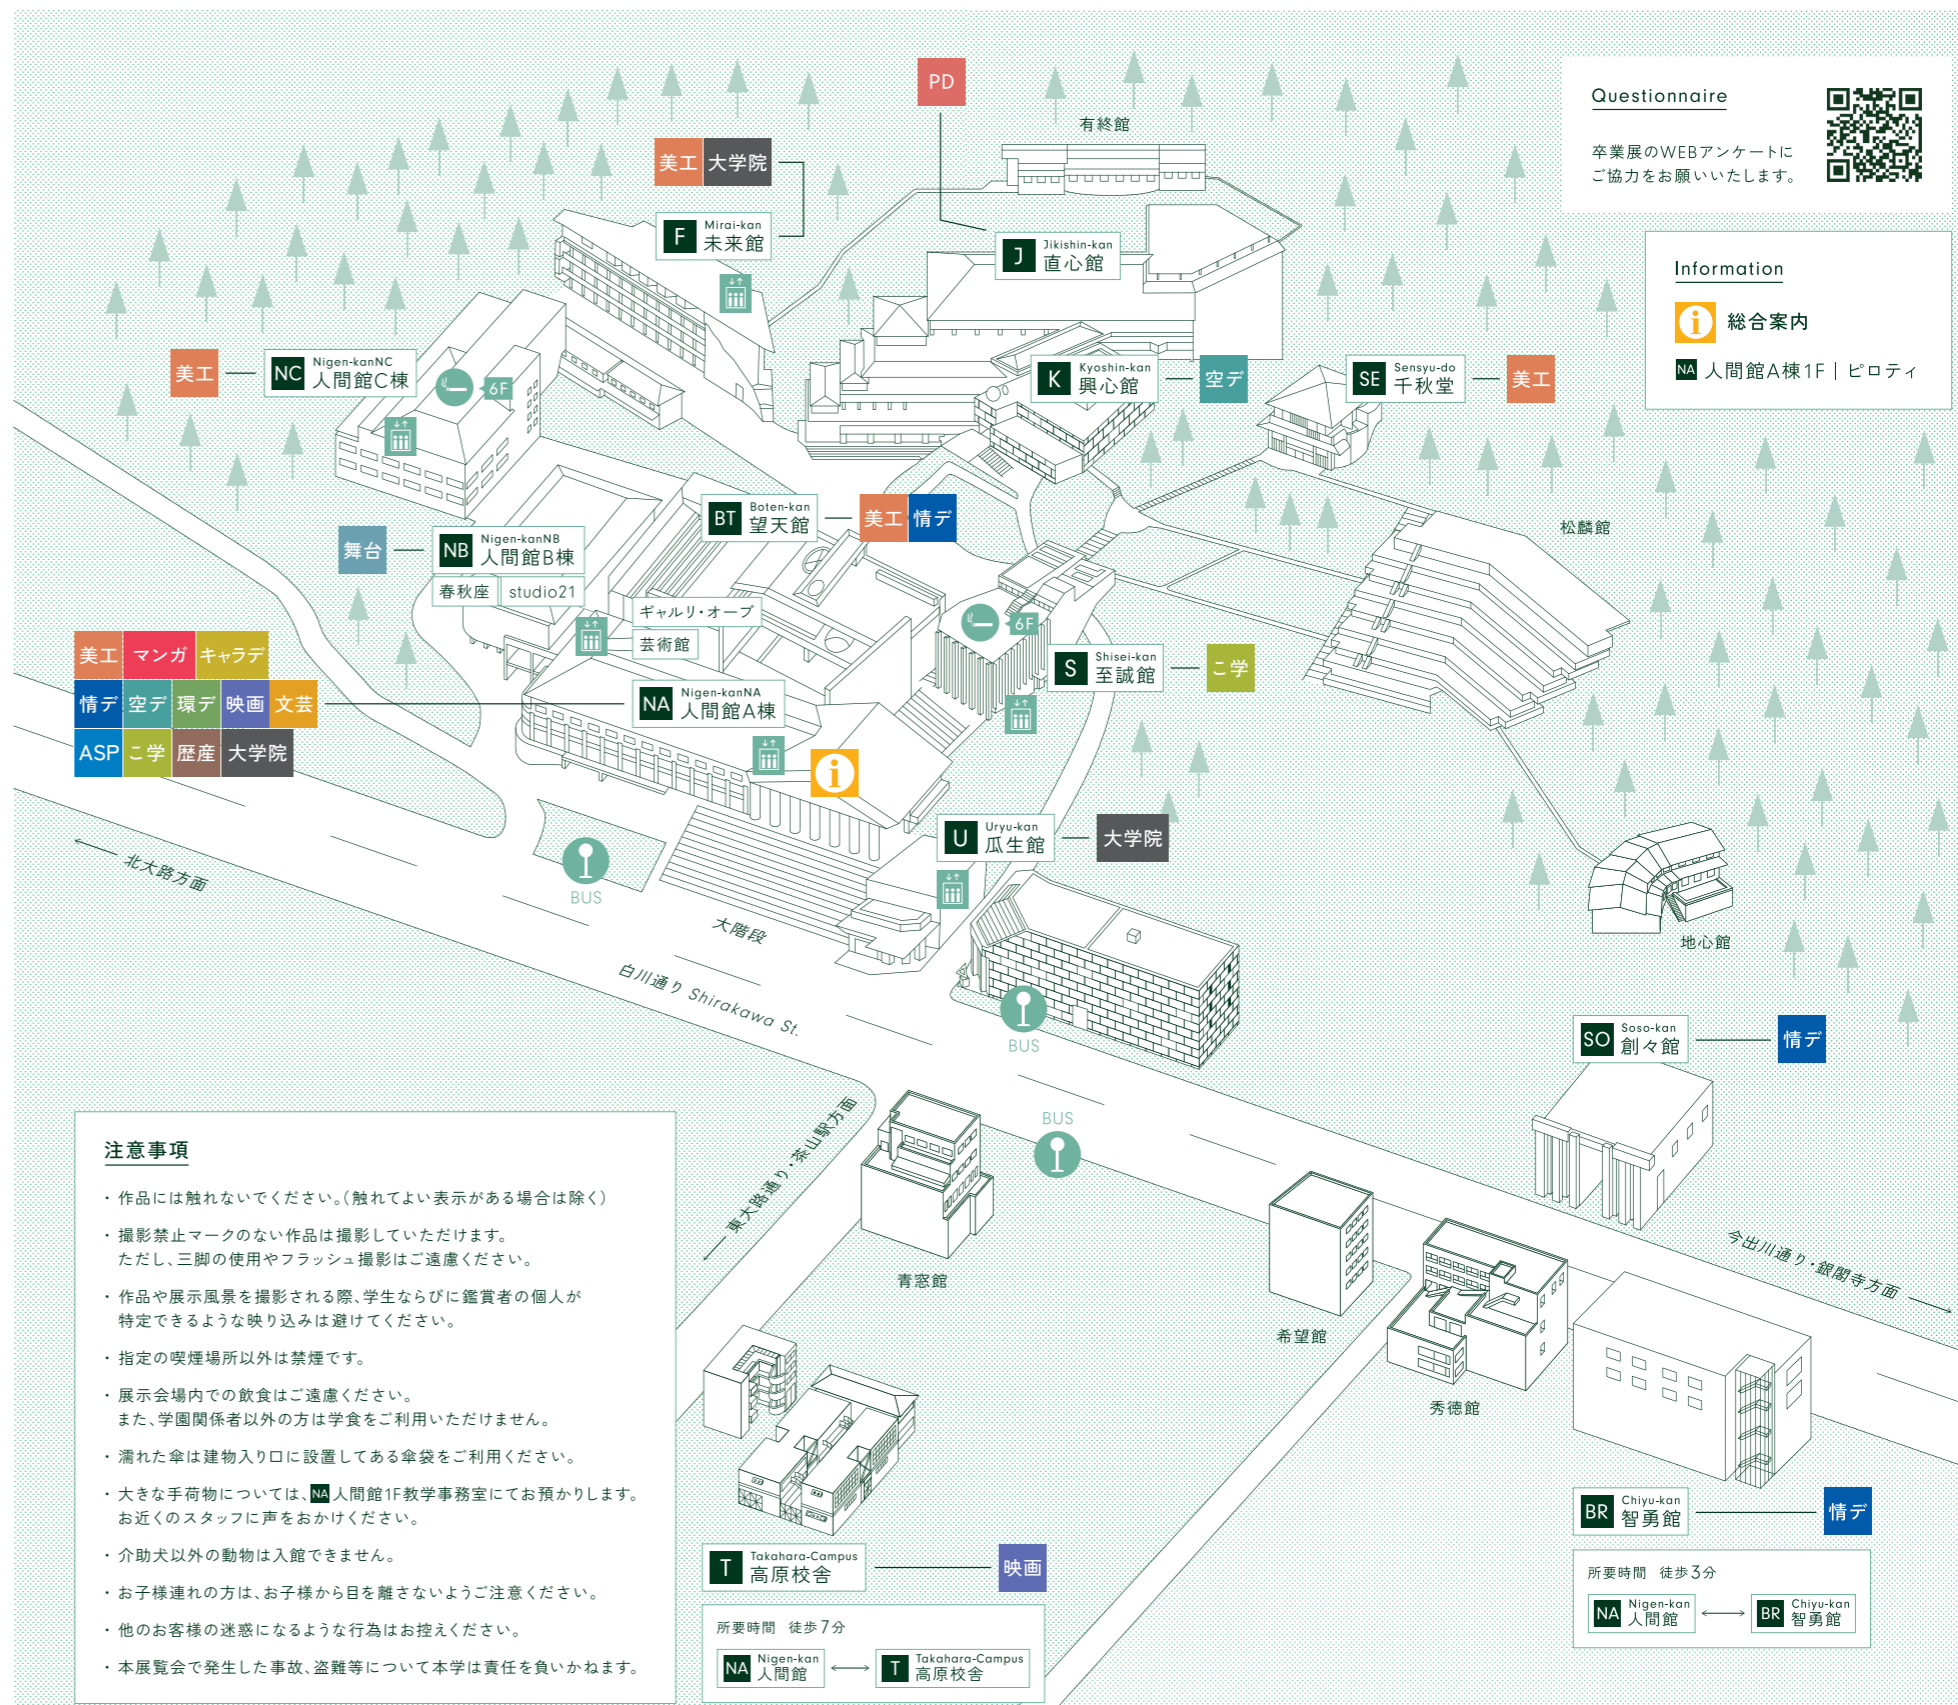 PD
有終館
美工 大学院
F Mirai-kan 未来館
J Jikishin-kan 直心館
Questionnaire
卒業展のWEBアンケートに
ご協力をお願いいたします。
Information
i 総合案内
NA 人間館A棟1F｜ピロティ
美工
NC Nigen-kanNC 人間館C棟
6F
K Kyoshin-kan 興心館
空デ
SE Sensyu-do 千秋堂
美工
BT Boten-kan 望天館
美工 情デ
松麟館
舞台
NB Nigen-kanNB 人間館B棟
春秋座 studio21
ギャルリ・オーブ
芸術館
6F
S Shisei-kan 至誠館
こ学
美工 マンガ キャラデ
情デ 空デ 環デ 映画 文芸
ASP こ学 歴産 大学院
NA Nigen-kanNA 人間館A棟
i
U Uryu-kan 瓜生館
大学院
北大路方面
BUS
大階段
地心館
白川通り Shirakawa St.
BUS
SO Soso-kan 創々館
情デ
BUS
東大路通り・茶山駅方面
青窓館
今出川通り・銀閣寺方面
希望館
秀徳館
注意事項
・作品には触れないでください。(触れてよい表示がある場合は除く)
・撮影禁止マークのない作品は撮影していただけます。
ただし、三脚の使用やフラッシュ撮影はご遠慮ください。
・作品や展示風景を撮影される際、学生ならびに鑑賞者の個人が
特定できるような映り込みは避けてください。
・指定の喫煙場所以外は禁煙です。
・展示会場内での飲食はご遠慮ください。
また、学園関係者以外の方は学食をご利用いただけません。
・濡れた傘は建物入り口に設置してある傘袋をご利用ください。
・大きな手荷物については、NA人間館1F教学事務室にてお預かりします。
お近くのスタッフに声をおかけください。
・介助犬以外の動物は入館できません。
・お子様連れの方は、お子様から目を離さないようご注意ください。
・他のお客様の迷惑になるような行為はお控えください。
・本展覧会で発生した事故、盗難等について本学は責任を負いかねます。
T Takahara-Campus 高原校舎
映画
所要時間 徒歩7分
NA Nigen-kan 人間館
T Takahara-Campus 高原校舎
BR Chiyu-kan 智勇館
情デ
所要時間 徒歩3分
NA Nigen-kan 人間館
BR Chiyu-kan 智勇館